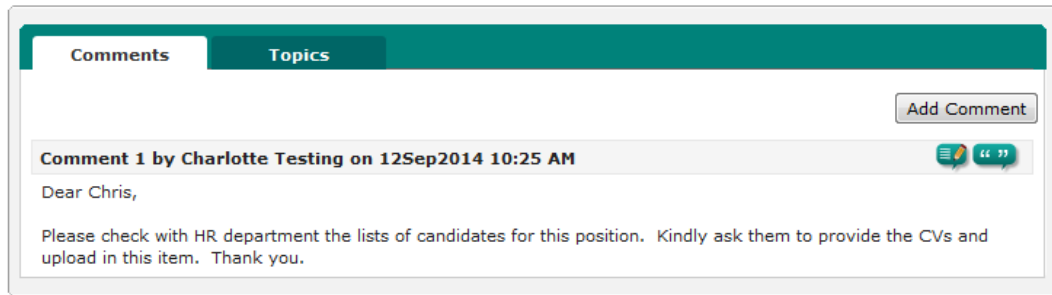 Comments Topics
Add Comment
Comment 1 by Charlotte Testing on 12Sep2014 10:25 AM
“ ”
Dear Chris,
Please check with HR department the lists of candidates for this position.  Kindly ask them to provide the CVs and
upload in this item.  Thank you.